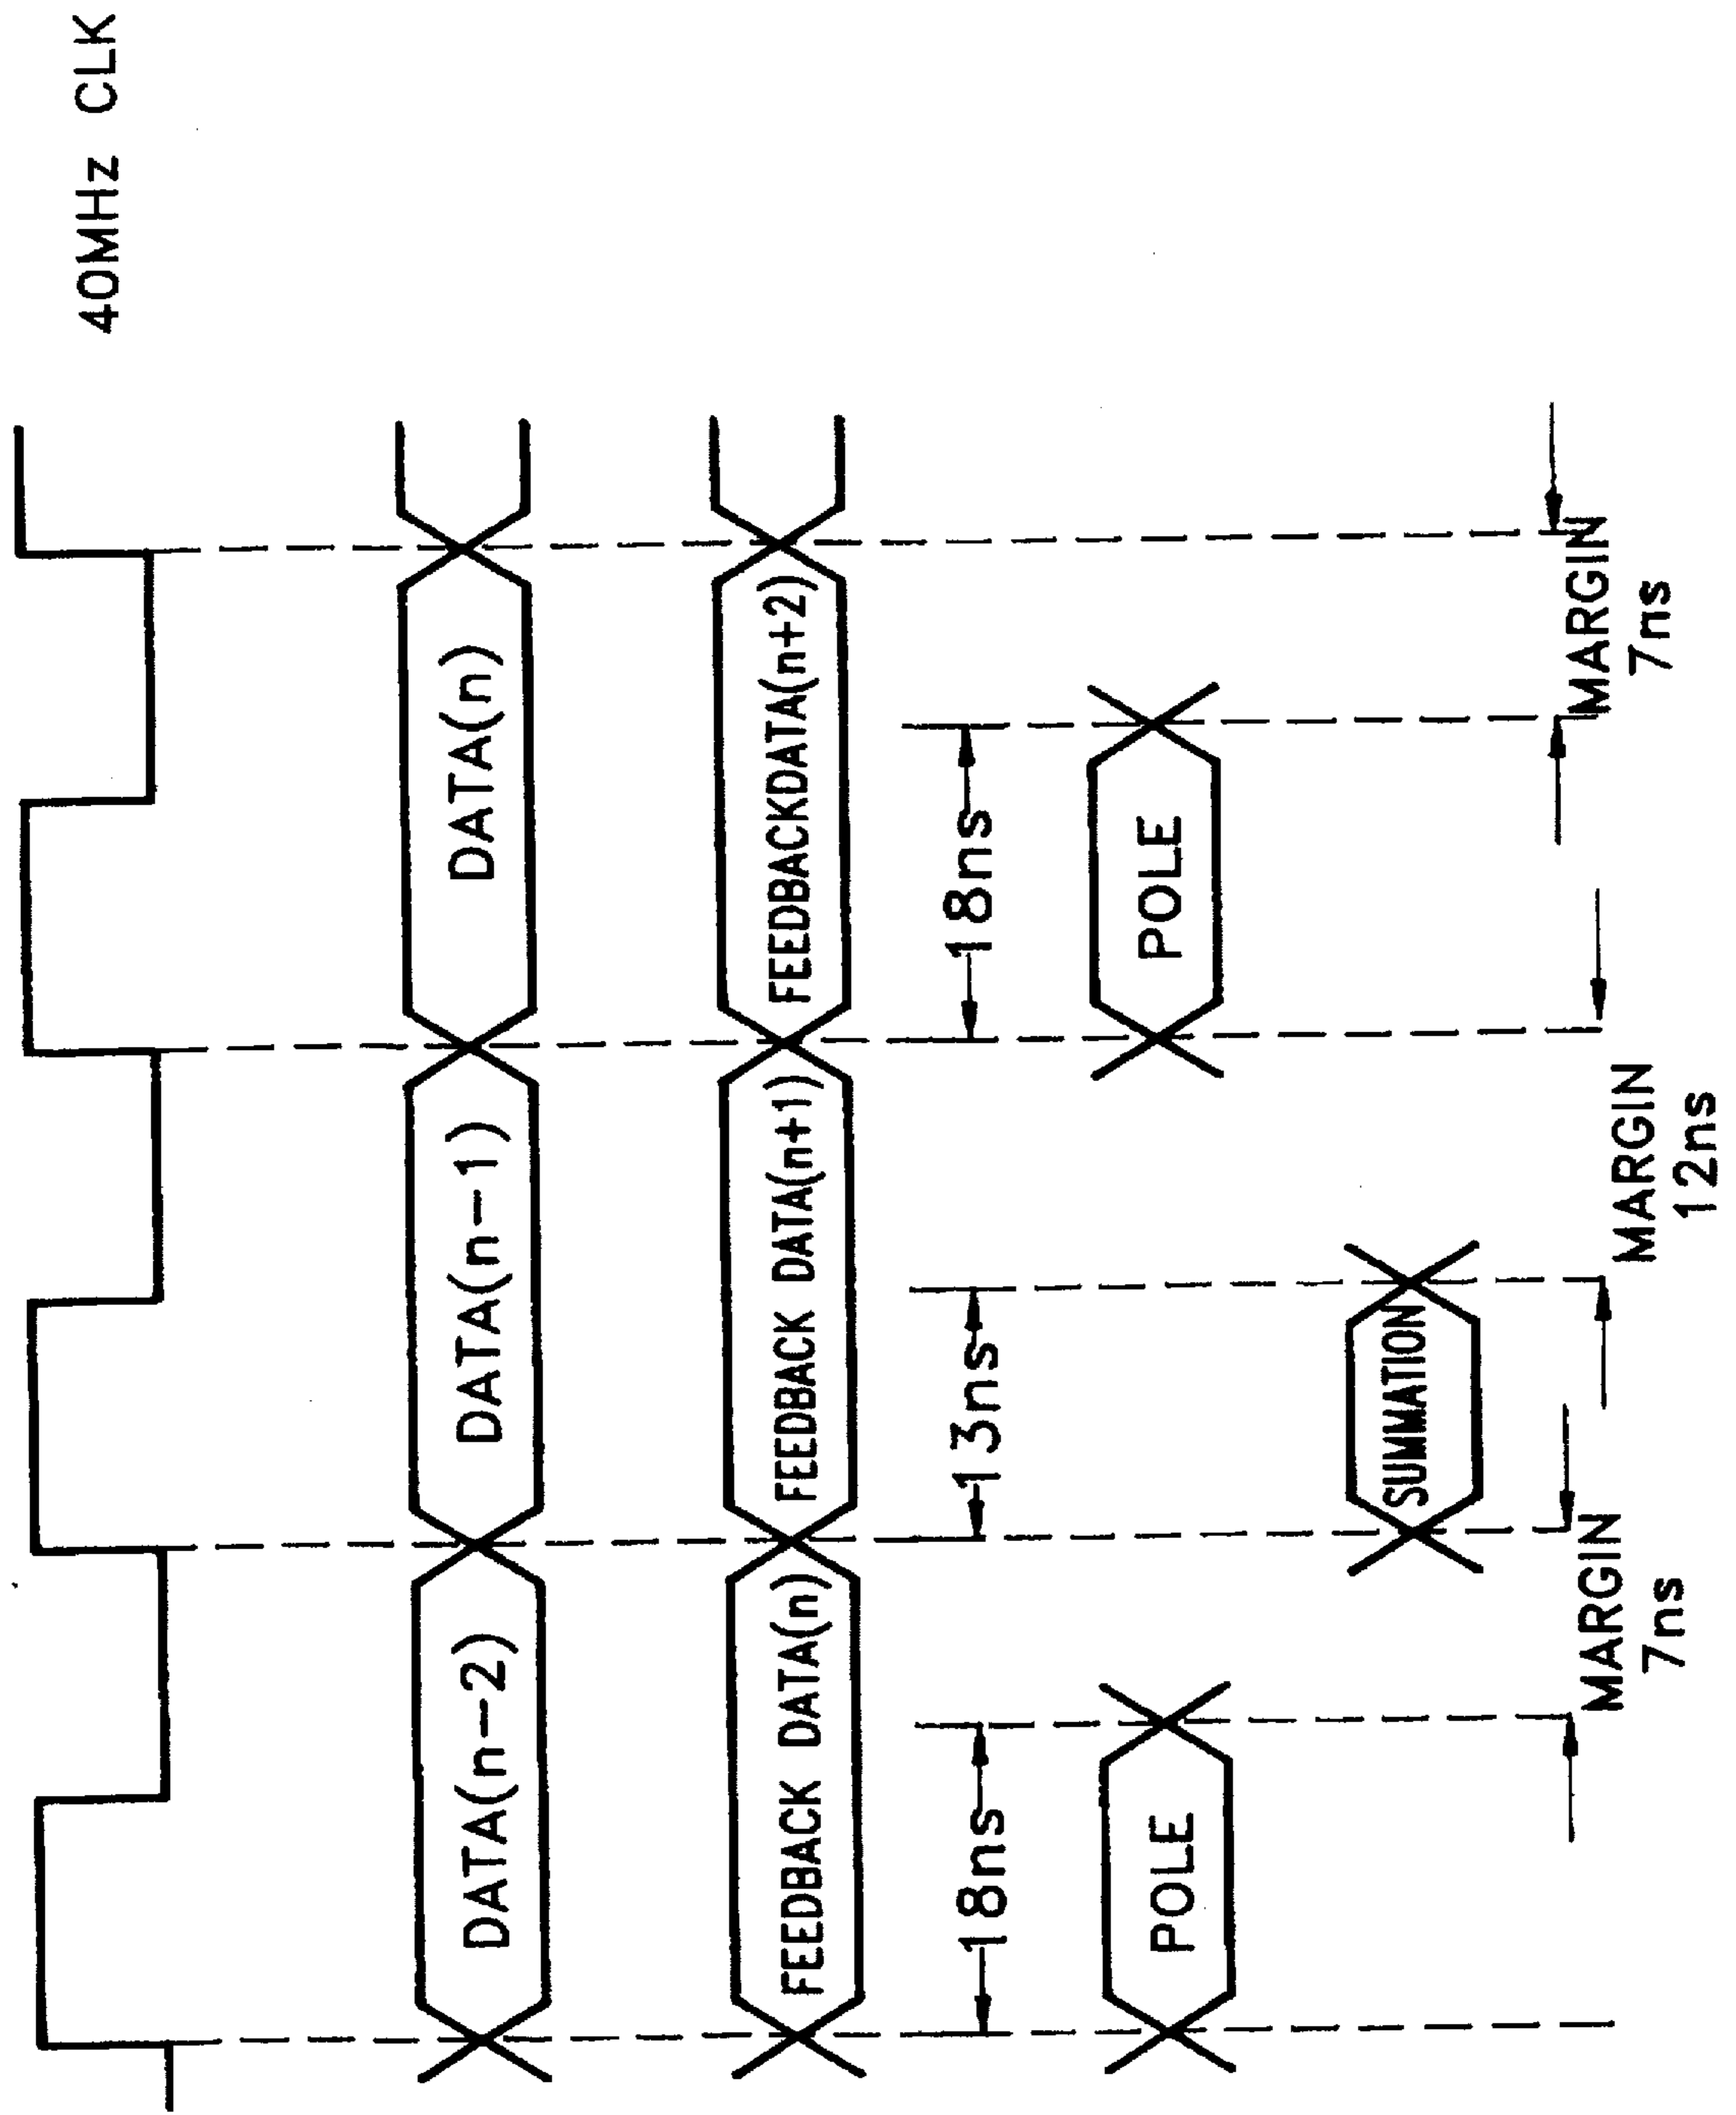 40MHz CLK
DATA(n-2)
DATA(n-1)
DATA(n)
FEEDBACK DATA(n)
FEEDBACK DATA(n+1)
FEEDBACKDATA(n+2)
18ns
13ns
18ns
POLE
POLE
SUMMATION
MARGIN
7ns
MARGIN
12ns
MARGIN
7ns